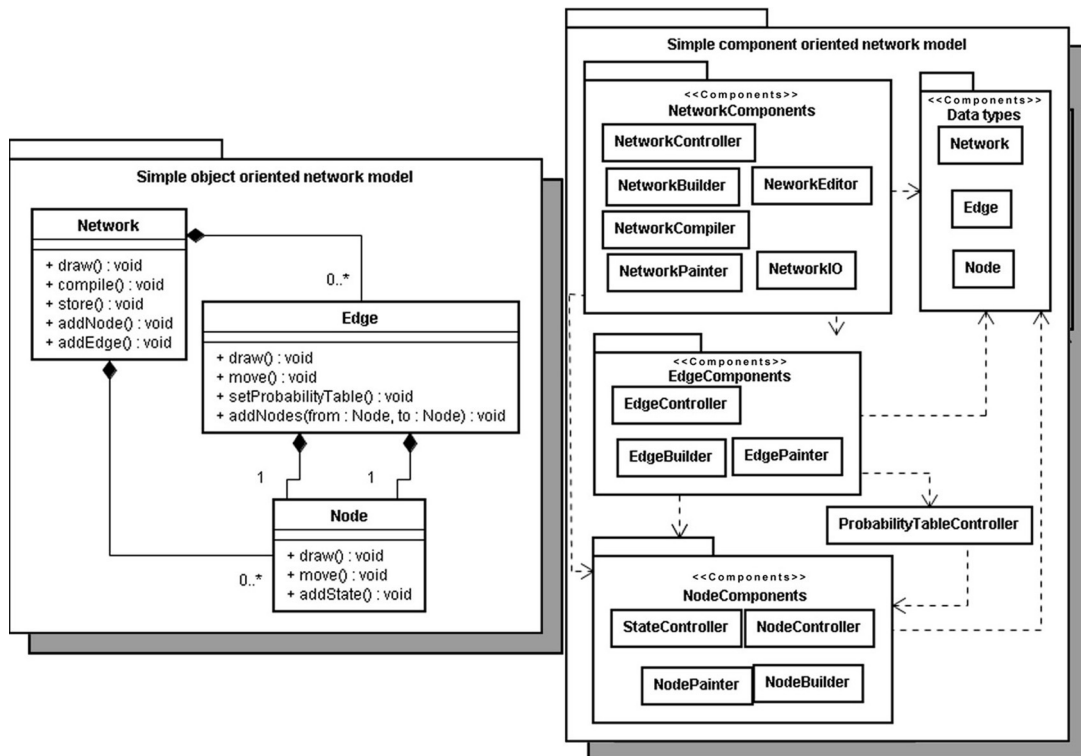 Simple object oriented network model
Network
+ draw() : void
+ compile() : void
+ store() : void
+ addNode() : void
+ addEdge() : void
0..*
Edge
+ draw() : void
+ move() : void
+ setProbabilityTable() : void
+ addNodes(from : Node, to : Node) : void
1
1
Node
+ draw() : void
+ move() : void
+ addState() : void
0..*
Simple component oriented network model
<<Components>>
NetworkComponents
NetworkController
NetworkBuilder
NeworkEditor
NetworkCompiler
NetworkPainter
NetworkIO
<<Components>>
Data types
Network
Edge
Node
<<Components>>
EdgeComponents
EdgeController
EdgeBuilder
EdgePainter
ProbabilityTableController
<<Components>>
NodeComponents
StateController
NodeController
NodePainter
NodeBuilder